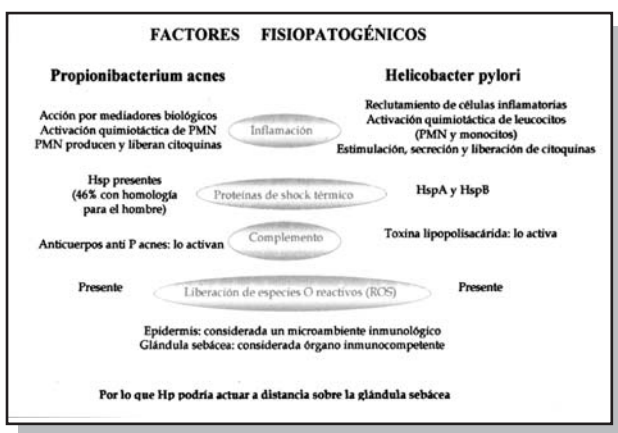 FACTORES FISIOPATOGÉNICOS
Propionibacterium acnes
Helicobacter pylori
Acción por mediadores biológicos
Activación quimiotáctica de PMN
PMN producen y liberan citoquinas
Inflamación
Reclutamiento de células inflamatorias
Activación quimiotáctica de leucocitos
(PMN y monocitos)
Estimulación, secreción y liberación de citoquinas
Hsp presentes
(46% con homología
para el hombre)
Proteínas de shock térmico
HspA y HspB
Anticuerpos anti P acnes: lo activan
Complemento
Toxina lipopolisacárida: lo activa
Presente
Liberación de especies O reactivos (ROS)
Presente
Epidermis: considerada un microambiente inmunológico
Glándula sebácea: considerada órgano inmunocompetente
Por lo que Hp podría actuar a distancia sobre la glándula sebácea